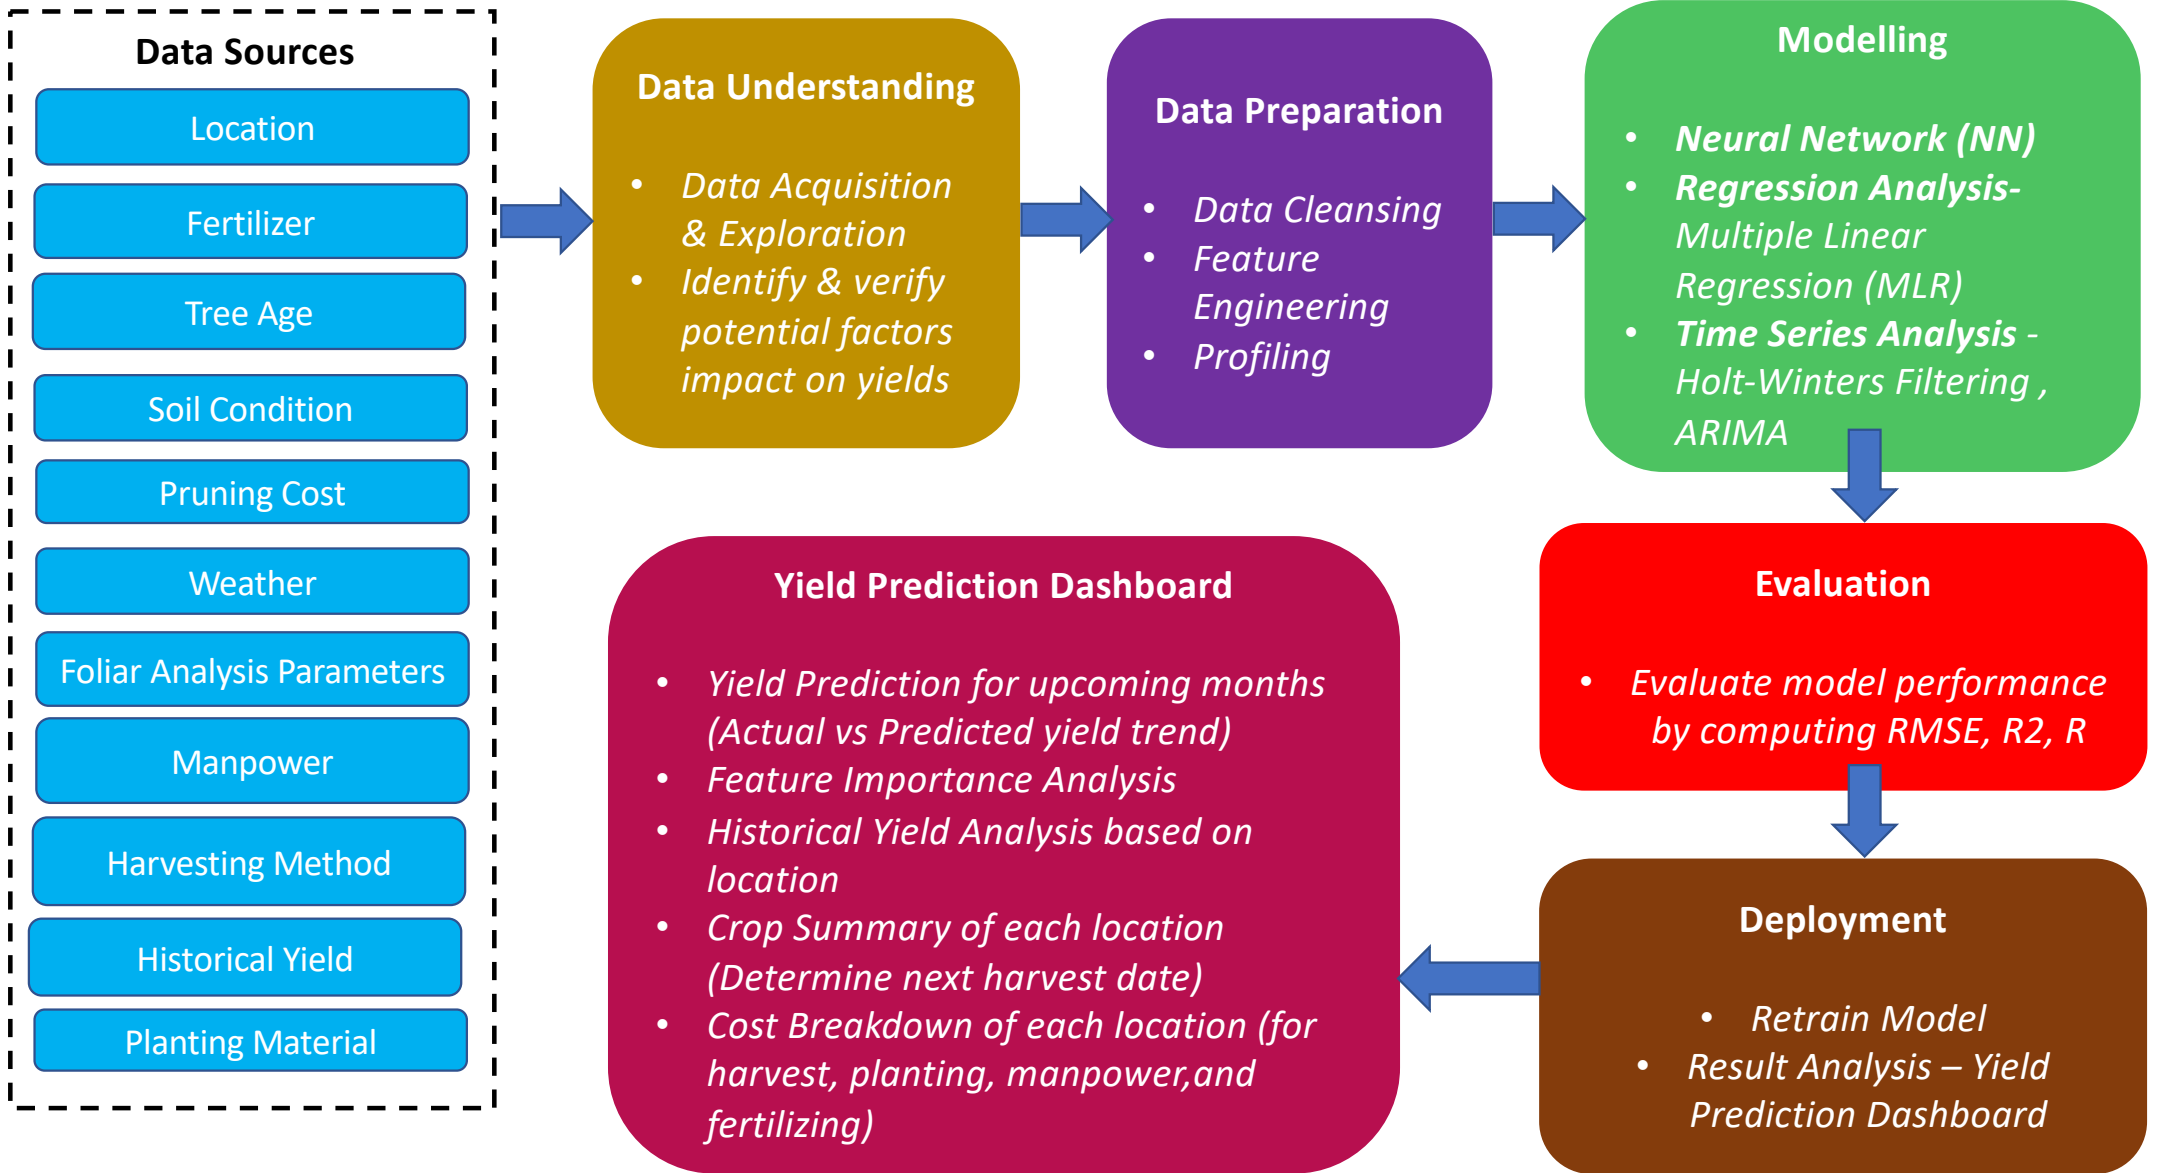 Data Sources
Location
Fertilizer
Tree Age
Soil Condition
Pruning Cost
Weather
Foliar Analysis Parameters
Manpower
Harvesting Method
Historical Yield
Planting Material
Data Understanding
• Data Acquisition
& Exploration
• Identify & verify
potential factors
impact on yields
Data Preparation
• Data Cleansing
• Feature
Engineering
• Profiling
Modelling
• Neural Network (NN)
• Regression Analysis-
Multiple Linear
Regression (MLR)
• Time Series Analysis -
Holt-Winters Filtering ,
ARIMA
Evaluation
• Evaluate model performance
by computing RMSE, R2, R
Deployment
• Retrain Model
• Result Analysis – Yield
Prediction Dashboard
Yield Prediction Dashboard
• Yield Prediction for upcoming months
(Actual vs Predicted yield trend)
• Feature Importance Analysis
• Historical Yield Analysis based on
location
• Crop Summary of each location
(Determine next harvest date)
• Cost Breakdown of each location (for
harvest, planting, manpower,and
fertilizing)